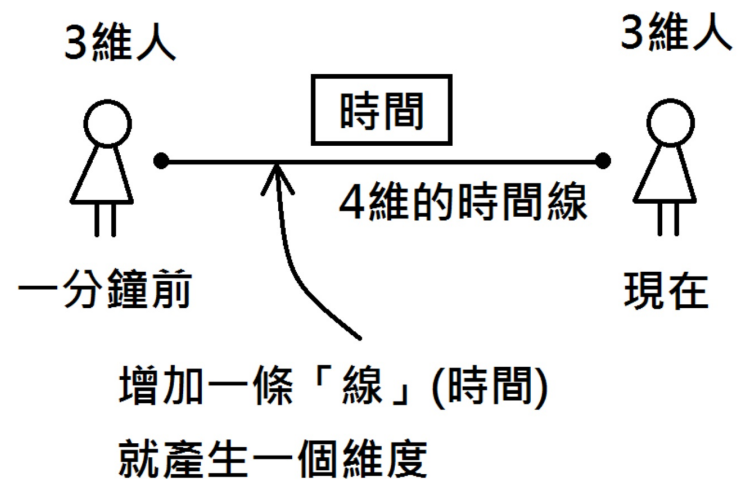 3維人
3維人
時間
4維的時間線
一分鐘前
現在
增加一條「線」(時間)
就產生一個維度